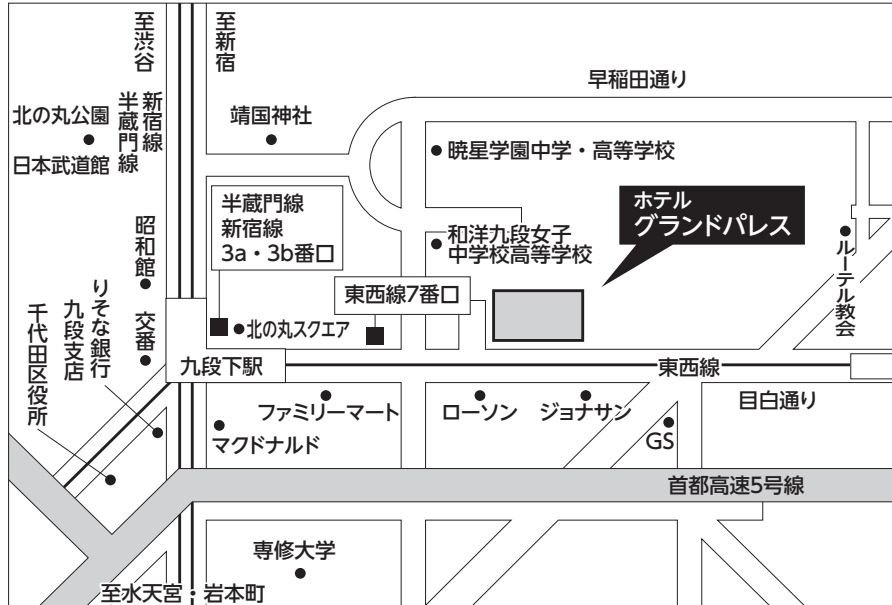 至渋谷
至新宿
早稲田通り
新宿線
半蔵門線
北の丸公園
日本武道館
靖国神社
暁星学園中学・高等学校
ホテル
グランドパレス
半蔵門線
新宿線
3a・3b番口
和洋九段女子
中学校高等学校
ルーテル教会
昭和館
東西線7番口
りそな銀行
九段支店
千代田区役所
交番
北の丸スクエア
九段下駅
東西線
目白通り
ファミリーマート
ローソン
ジョナサン
マクドナルド
GS
首都高速5号線
専修大学
至水天宮・岩本町